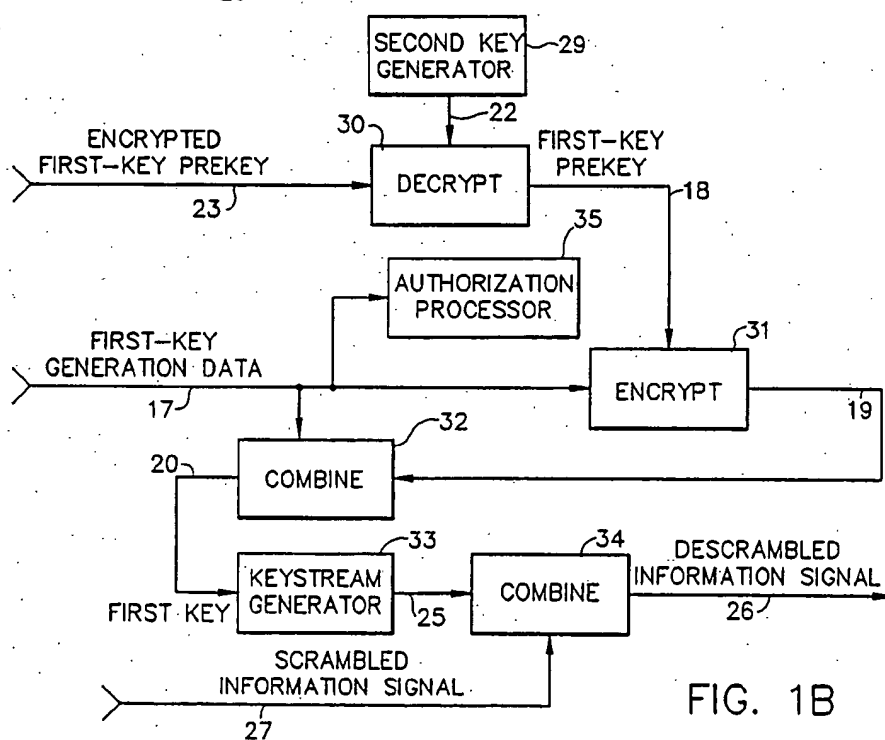 SECOND KEY
GENERATOR
29
22
30
ENCRYPTED
FIRST-KEY PREKEY
23
DECRYPT
FIRST-KEY
PREKEY
18
35
AUTHORIZATION
PROCESSOR
FIRST-KEY
GENERATION DATA
17
31
ENCRYPT
19
32
COMBINE
20
33
KEYSTREAM
GENERATOR
FIRST KEY
25
34
COMBINE
DESCRAMBLED
INFORMATION SIGNAL
26
SCRAMBLED
INFORMATION SIGNAL
27
FIG. 1B